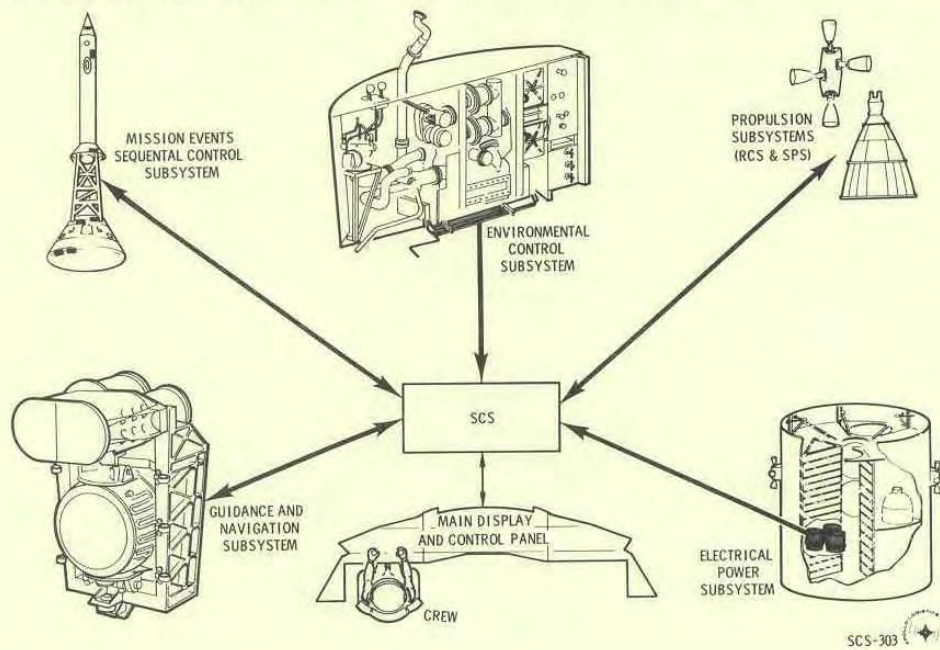 MISSION EVENTS
SEQUENTAL CONTROL
SUBSYSTEM
PROPULSION
SUBSYSTEMS
(RCS & SPS)
ENVIRONMENTAL
CONTROL
SUBSYSTEM
SCS
GUIDANCE AND
NAVIGATION
SUBSYSTEM
MAIN DISPLAY
AND CONTROL PANEL
CREW
ELECTRICAL
POWER
SUBSYSTEM
SCS-303